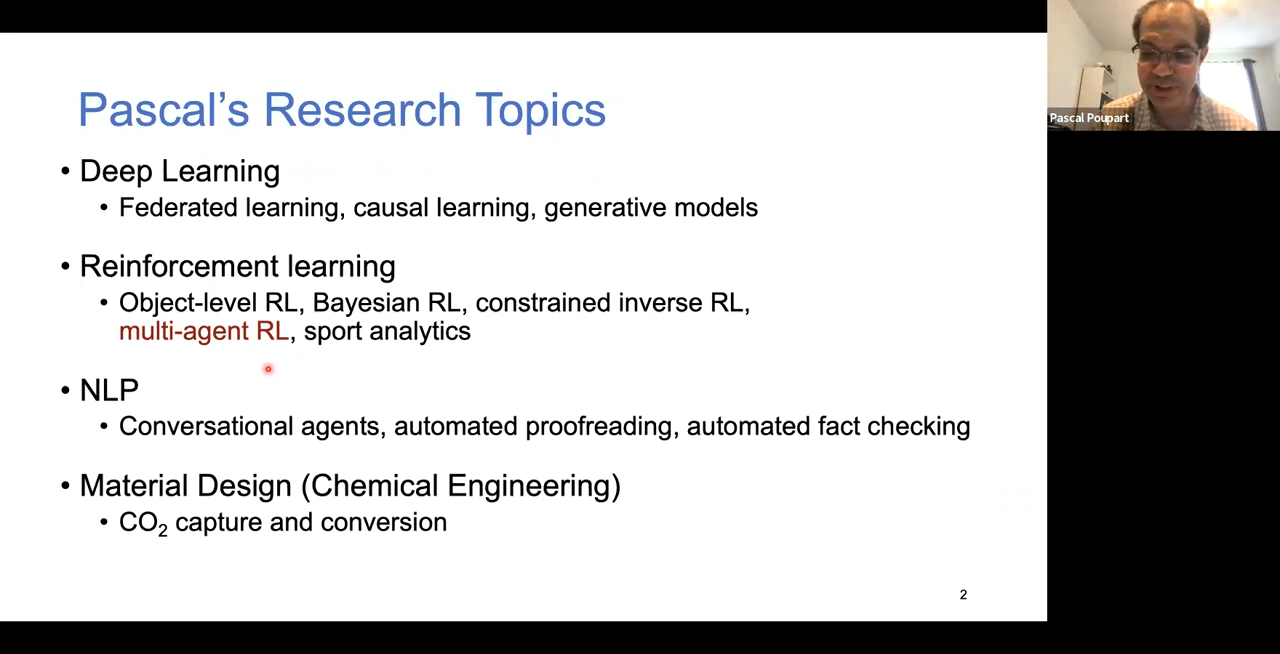 Pascal's Research Topics
• Deep Learning
• Federated learning, causal learning, generative models
• Reinforcement learning
• Object-level RL, Bayesian RL, constrained inverse RL,
multi-agent RL, sport analytics
• NLP
• Conversational agents, automated proofreading, automated fact checking
• Material Design (Chemical Engineering)
• CO₂ capture and conversion
2
Pascal Poupart